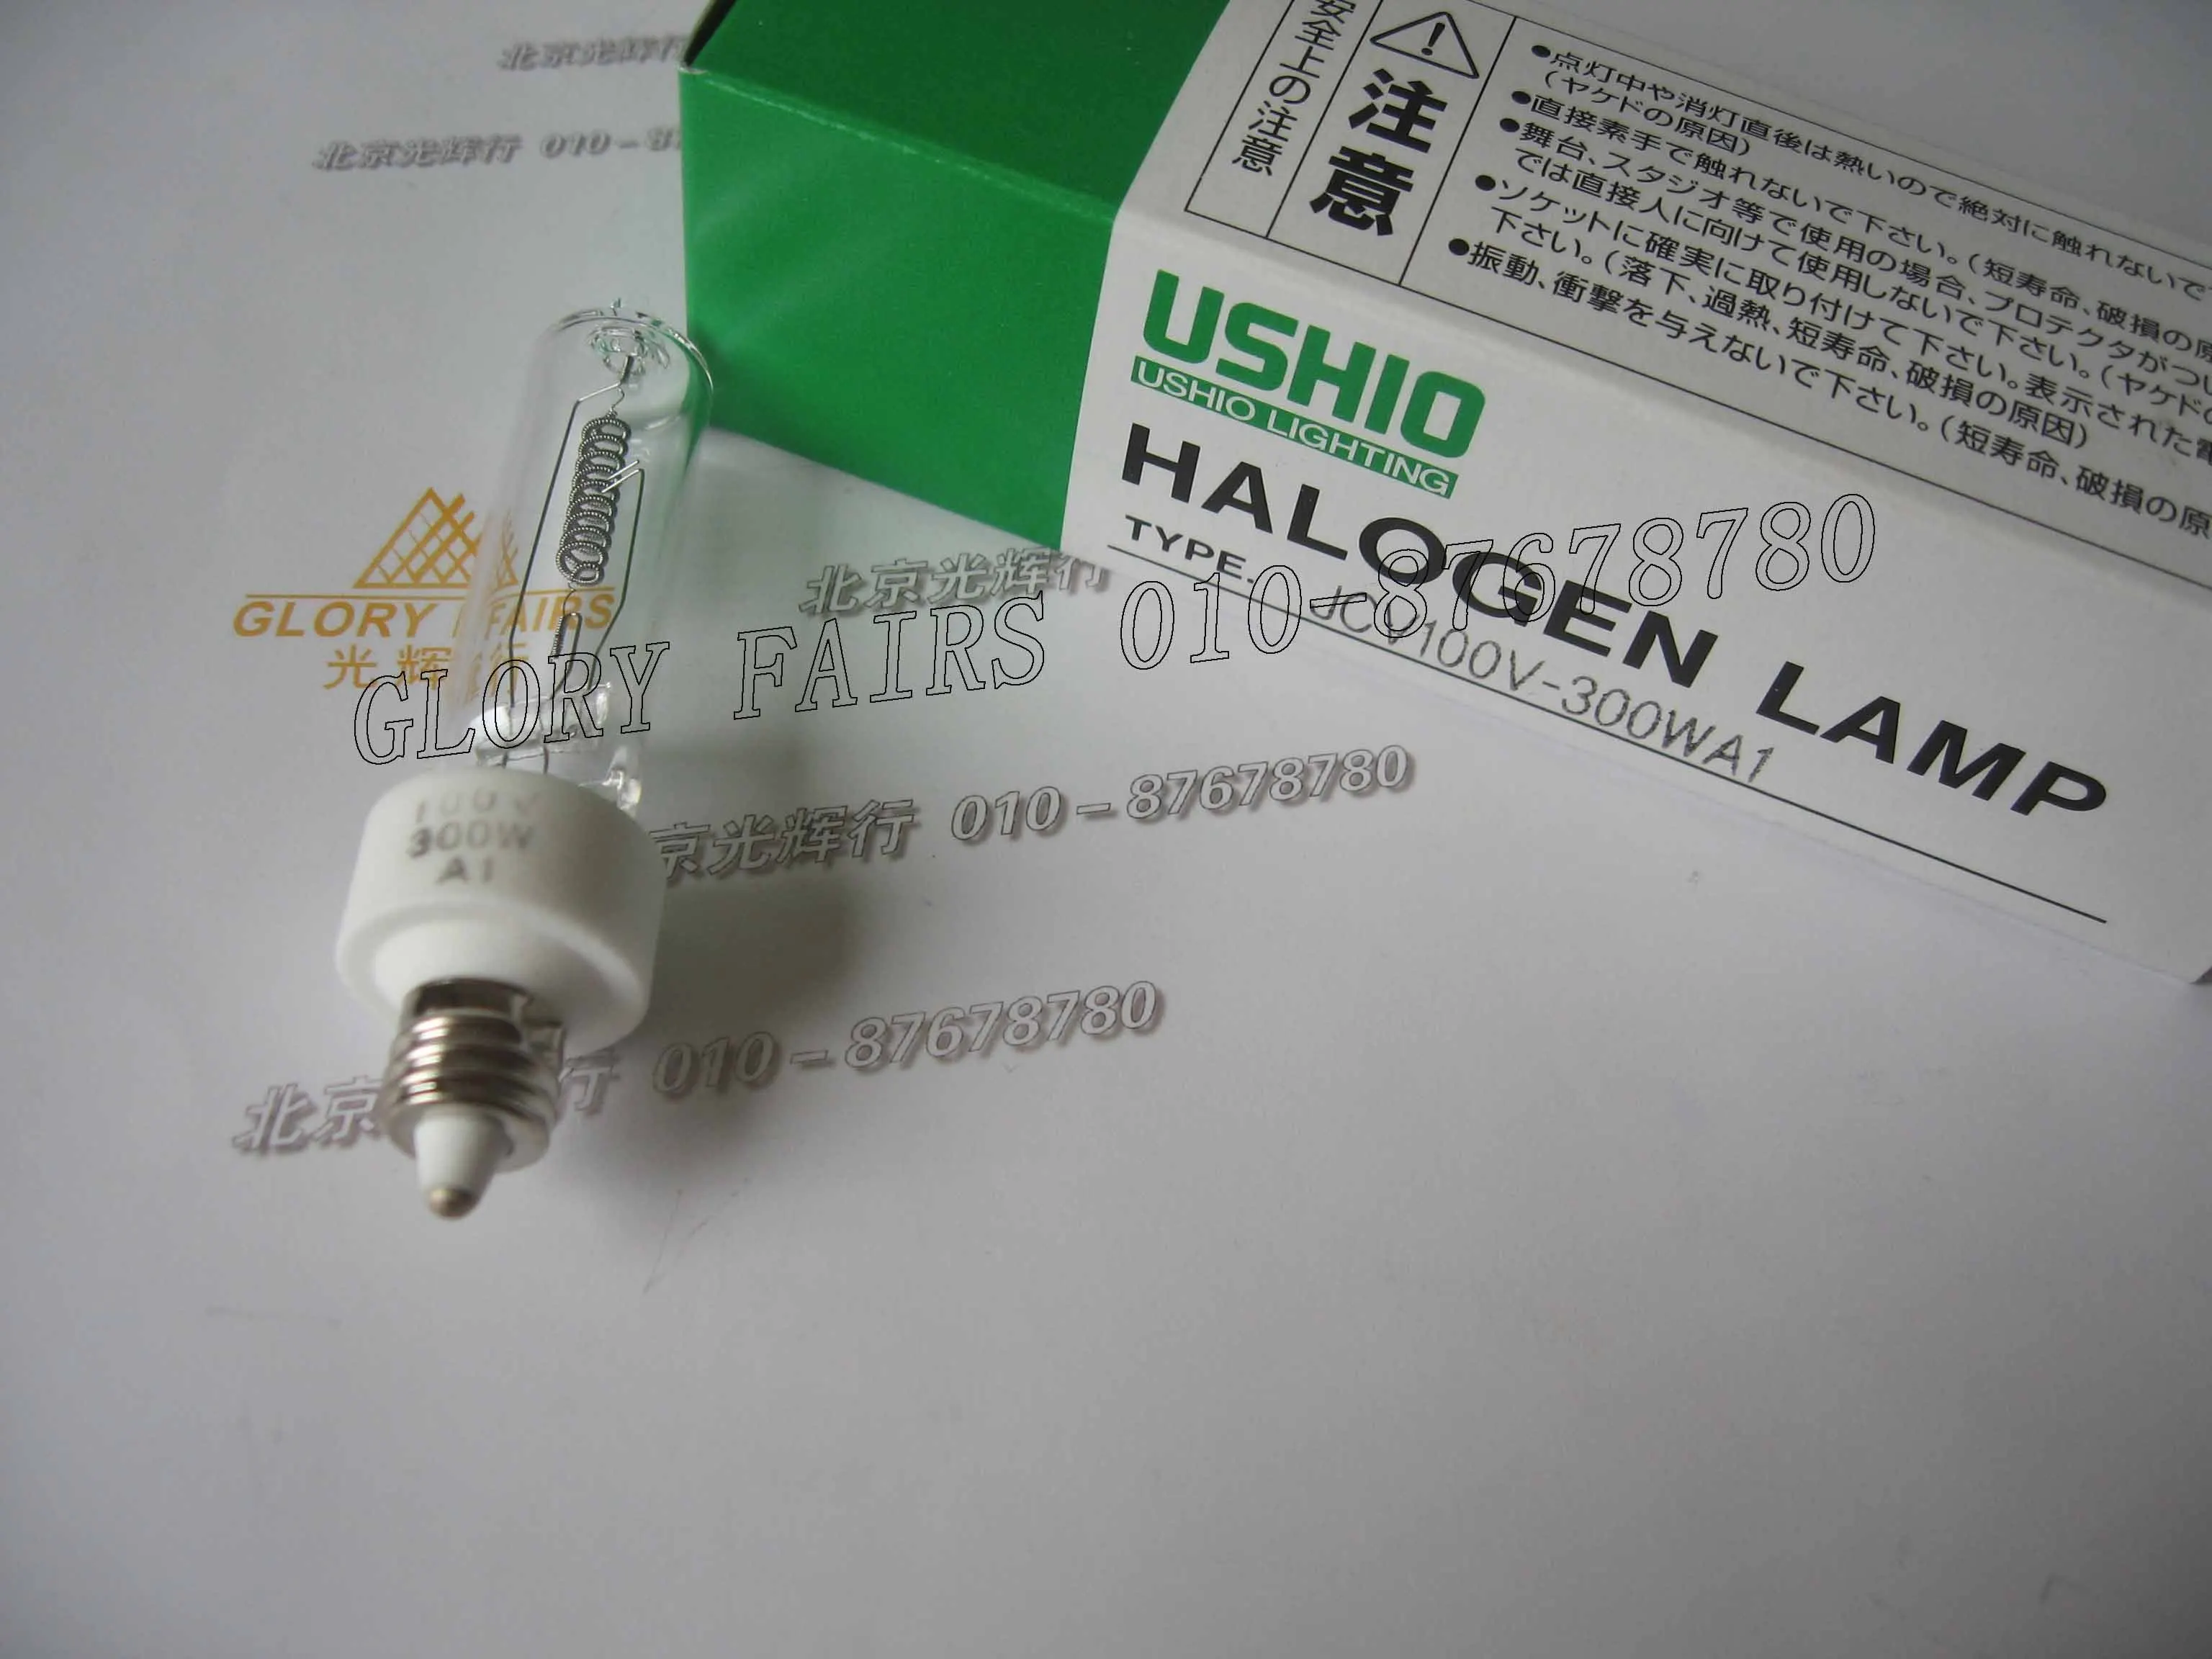 北京光辉行
北京光辉行 010-87
安全上の注意
注意
●点灯中や消灯直後は熱いので絶対に触れないで
(ヤケドの原因)
●直接素手で触れないで下さい。(短寿命、破損の原
●舞台、スタジオ等で使用の場合、プロテクタがつい
では直接人に向けて使用しないで下さい。(ヤケド
●ソケットに確実に取り付けて下さい。表示された電
下さい。(落下、過熱、短寿命、破損の原因)
●振動、衝撃を与えないで下さい。(短寿命、破損の原
USHIO
USHIO LIGHTING
HALOGEN LAMP
TYPE- JCV100V-300WA1
GLORY FAIRS
光辉行
北京光辉行
GLORY FAIRS 010-87678780
100V
300W
A1
京光辉行 010-87678780
北京 行 010-87678780